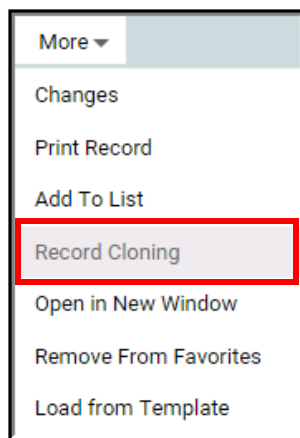 More
Changes
Print Record
Add To List
Record Cloning
Open in New Window
Remove From Favorites
Load from Template